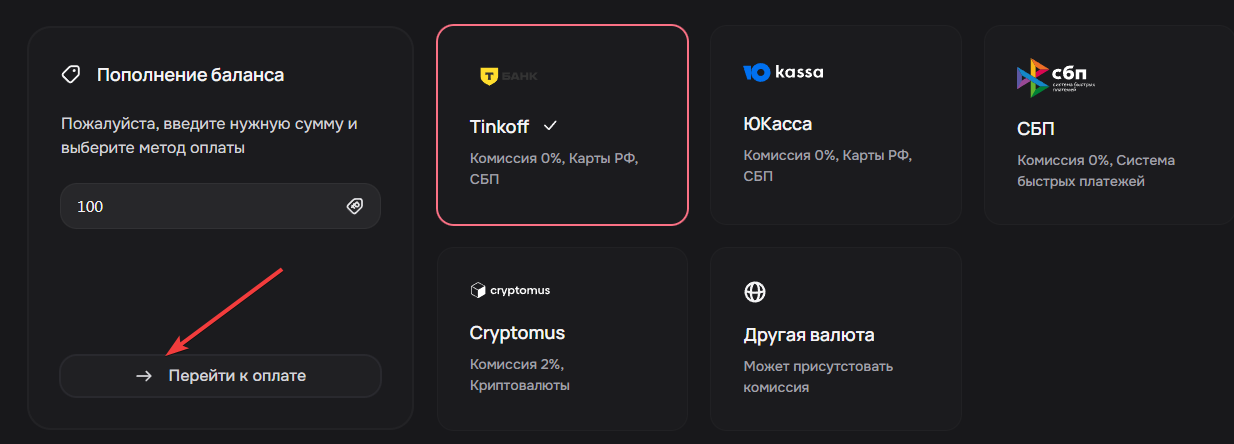 Пополнение баланса
Пожалуйста, введите нужную сумму и
выберите метод оплаты
100
Перейти к оплате
Т БАНК
Tinkoff
Комиссия 0%, Карты РФ,
СБП
Ю kassa
ЮКасса
Комиссия 0%, Карты РФ,
СБП
сбп
система быстрых
платежей
СБП
Комиссия 0%, Система
быстрых платежей
cryptomus
Cryptomus
Комиссия 2%,
Криптовалюты
Другая валюта
Может присутстовать
комиссия